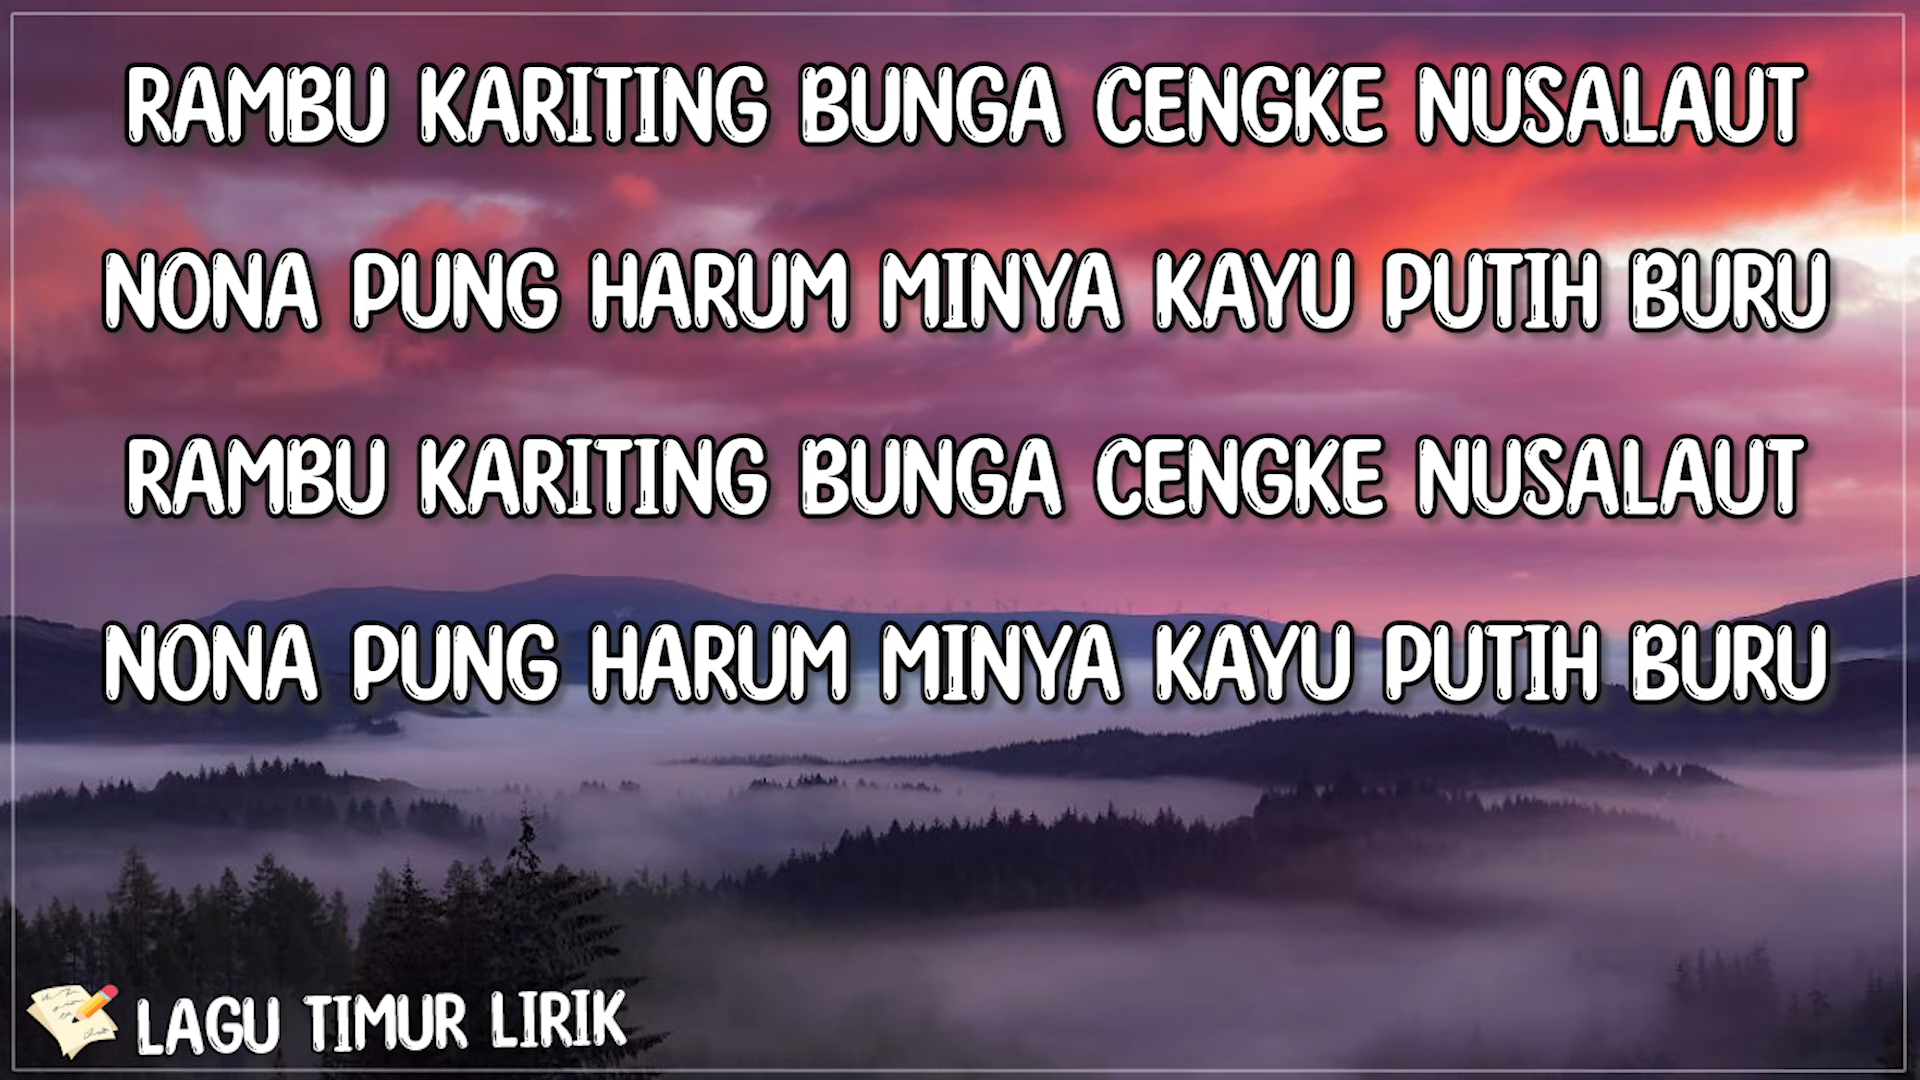 RAMBU KARITING BUNGA CENGKE NUSALAUT
NONA PUNG HARUM MINYA KAYU PUTIH BURU
RAMBU KARITING BUNGA CENGKE NUSALAUT
NONA PUNG HARUM MINYA KAYU PUTIH BURU
LAGU TIMUR LIRIK